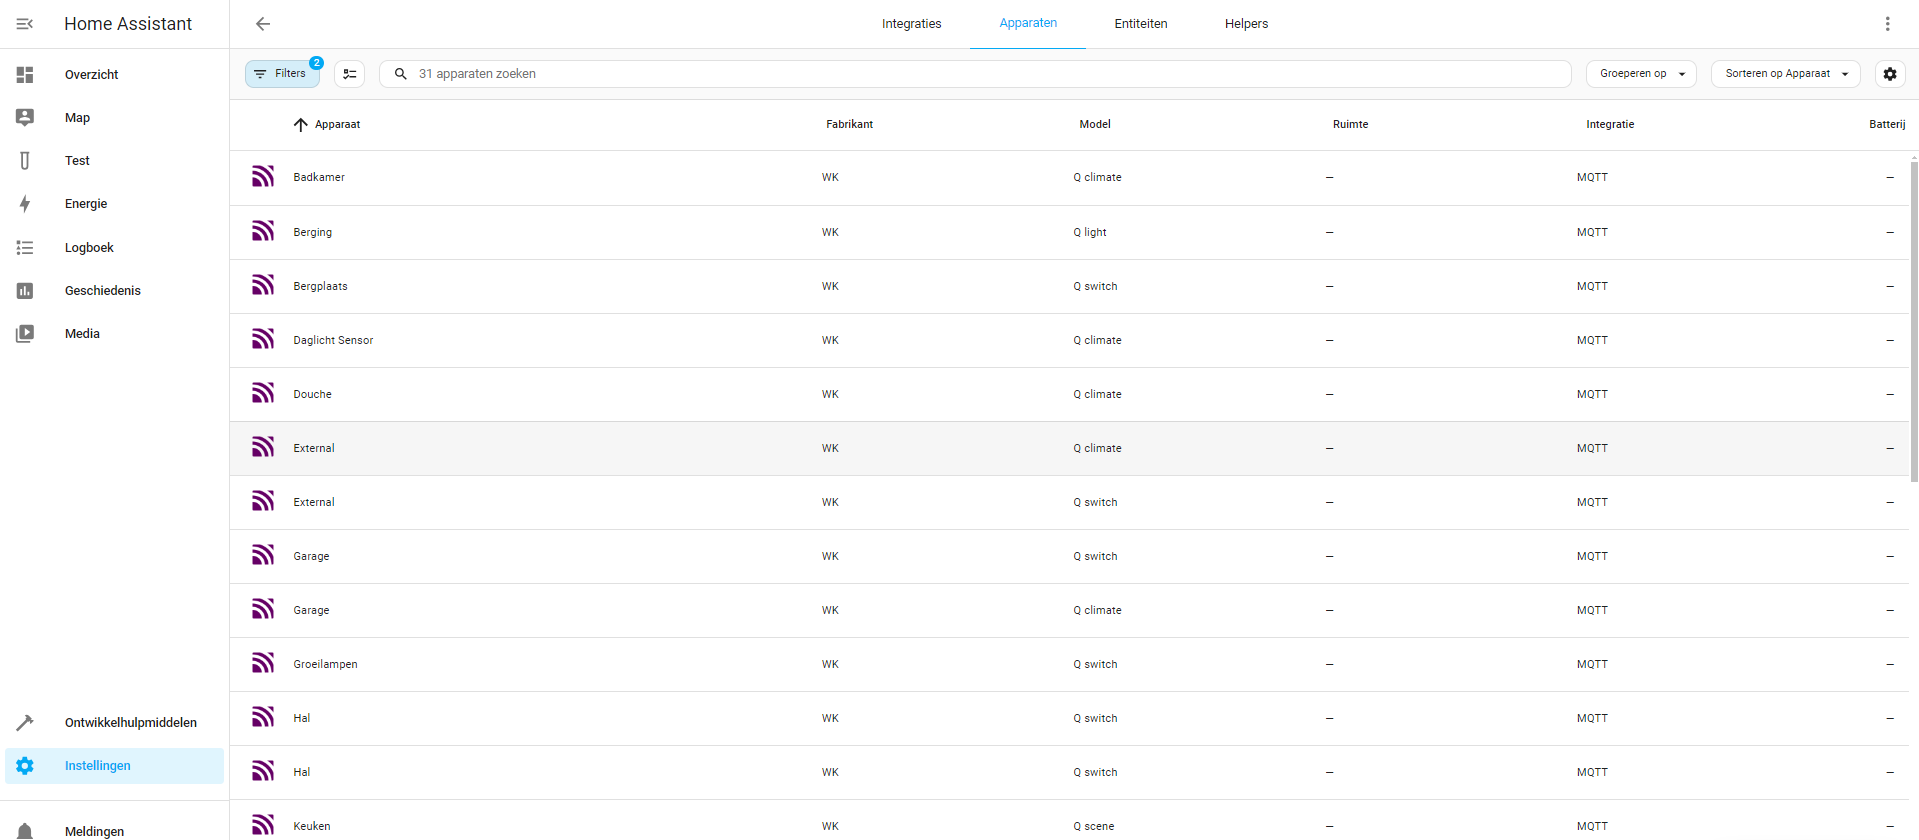 Home Assistant
Integraties Apparaten Entiteiten Helpers
Overzicht
Map
Test
Energie
Logboek
Geschiedenis
Media
Ontwikkelhulpmiddelen
Instellingen
Meldingen
Filters 2 31 apparaten zoeken Groeperen op Sorteren op Apparaat
Apparaat Fabrikant Model Ruimte Integratie Batterij
Badkamer WK Q climate — MQTT —
Berging WK Q light — MQTT —
Bergplaats WK Q switch — MQTT —
Daglicht Sensor WK Q climate — MQTT —
Douche WK Q climate — MQTT —
External WK Q climate — MQTT —
External WK Q switch — MQTT —
Garage WK Q switch — MQTT —
Garage WK Q climate — MQTT —
Groeilampen WK Q switch — MQTT —
Hal WK Q switch — MQTT —
Hal WK Q switch — MQTT —
Keuken WK Q scene — MQTT —